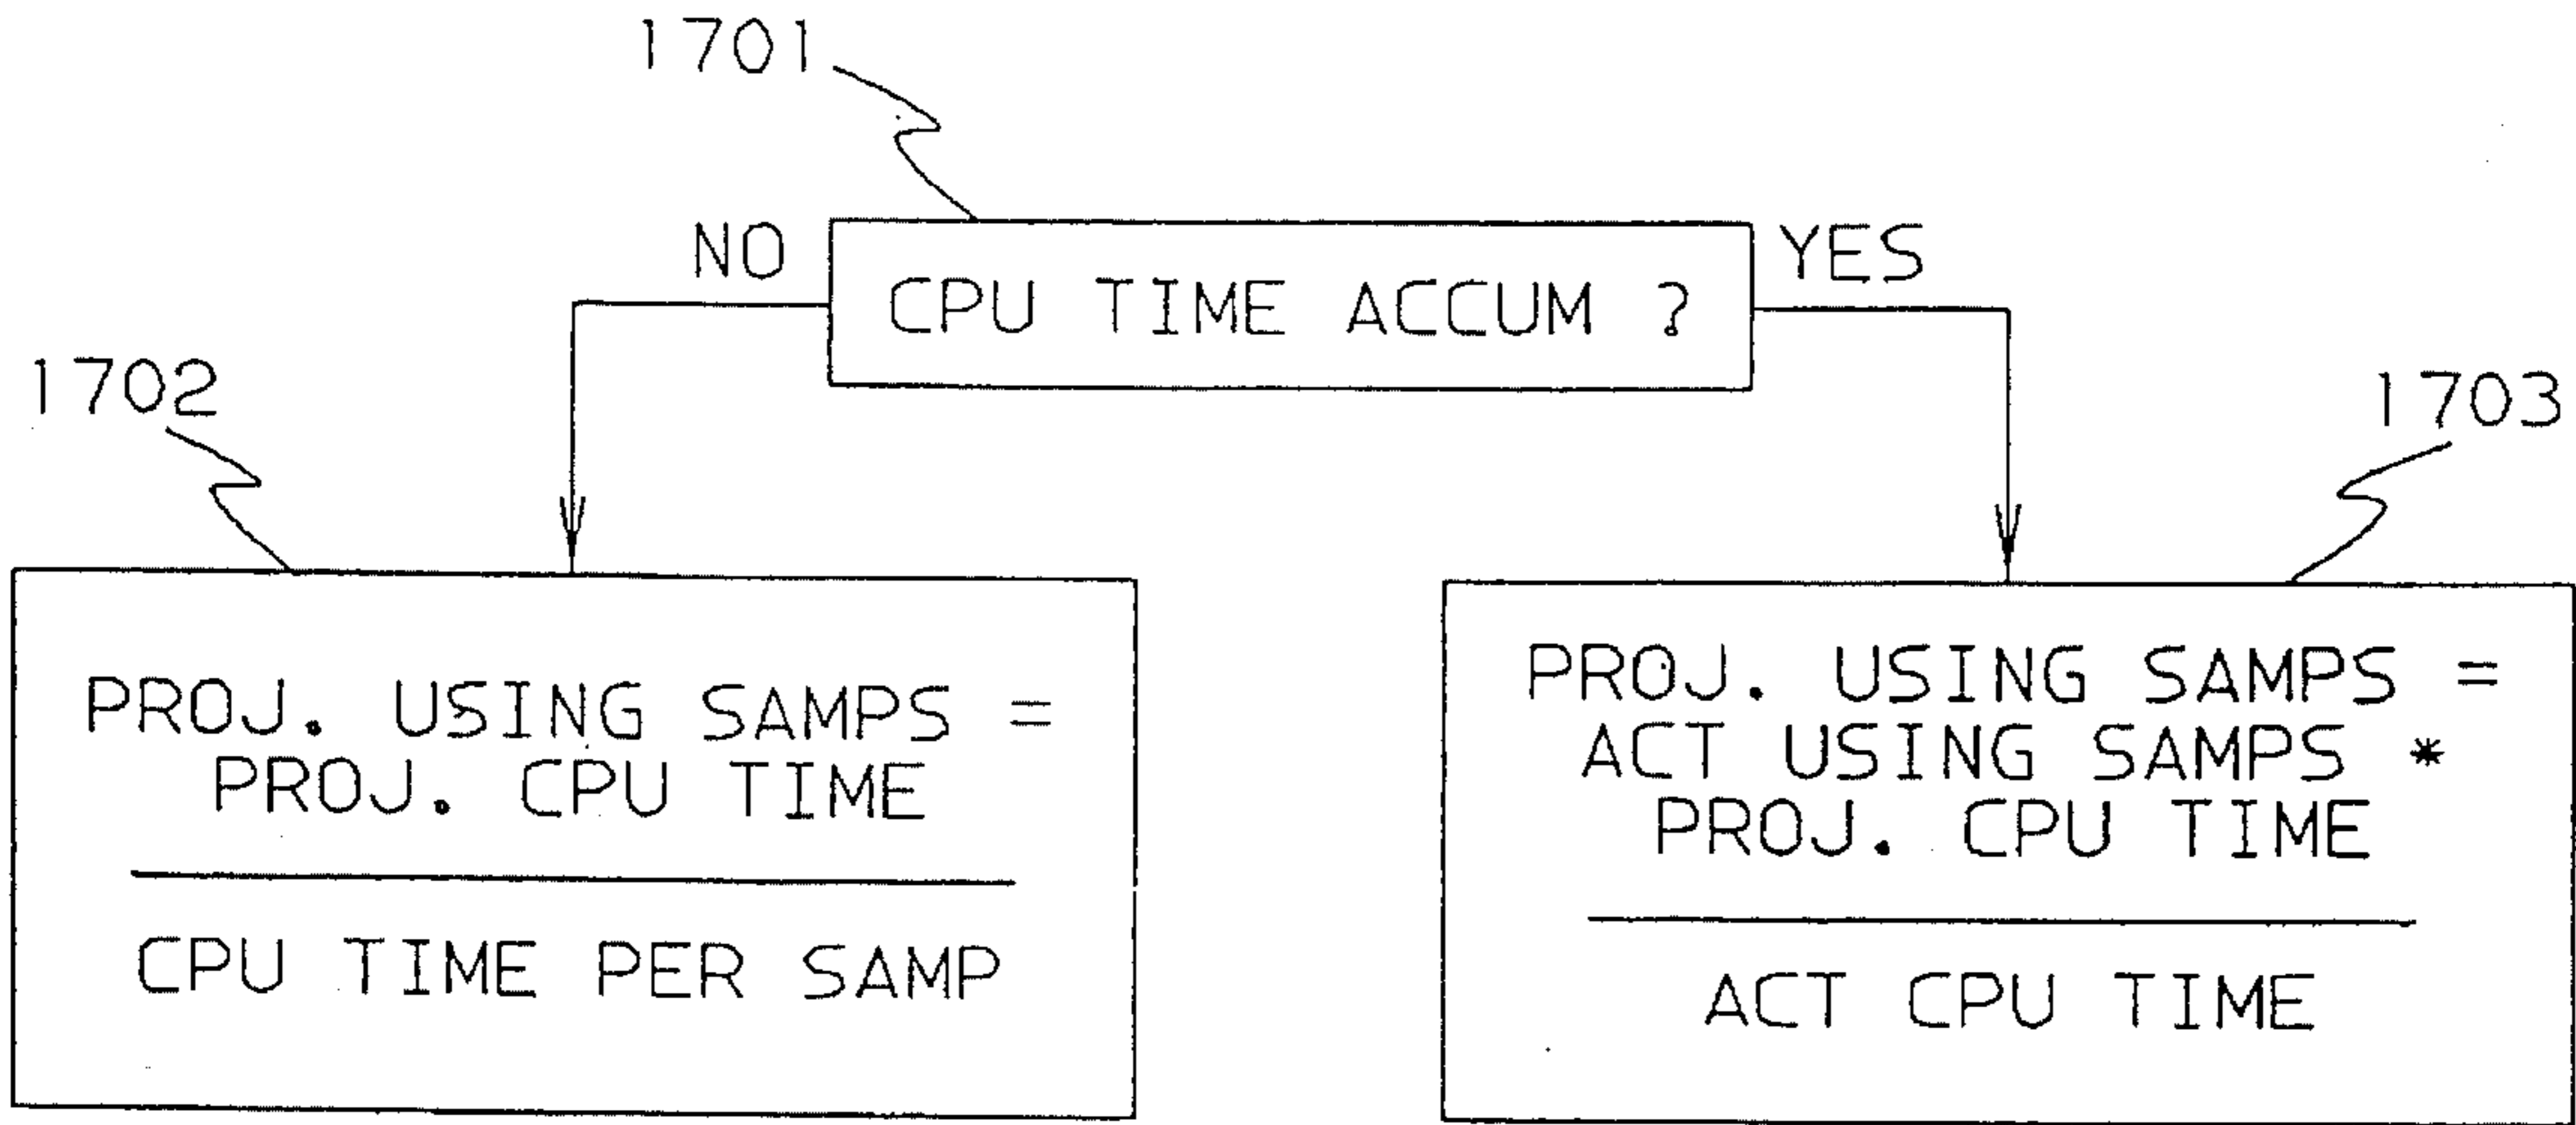 1701
NO
CPU TIME ACCUM ?
YES
1702
1703
PROJ. USING SAMPS =
PROJ. CPU TIME
CPU TIME PER SAMP
PROJ. USING SAMPS =
ACT USING SAMPS *
PROJ. CPU TIME
ACT CPU TIME